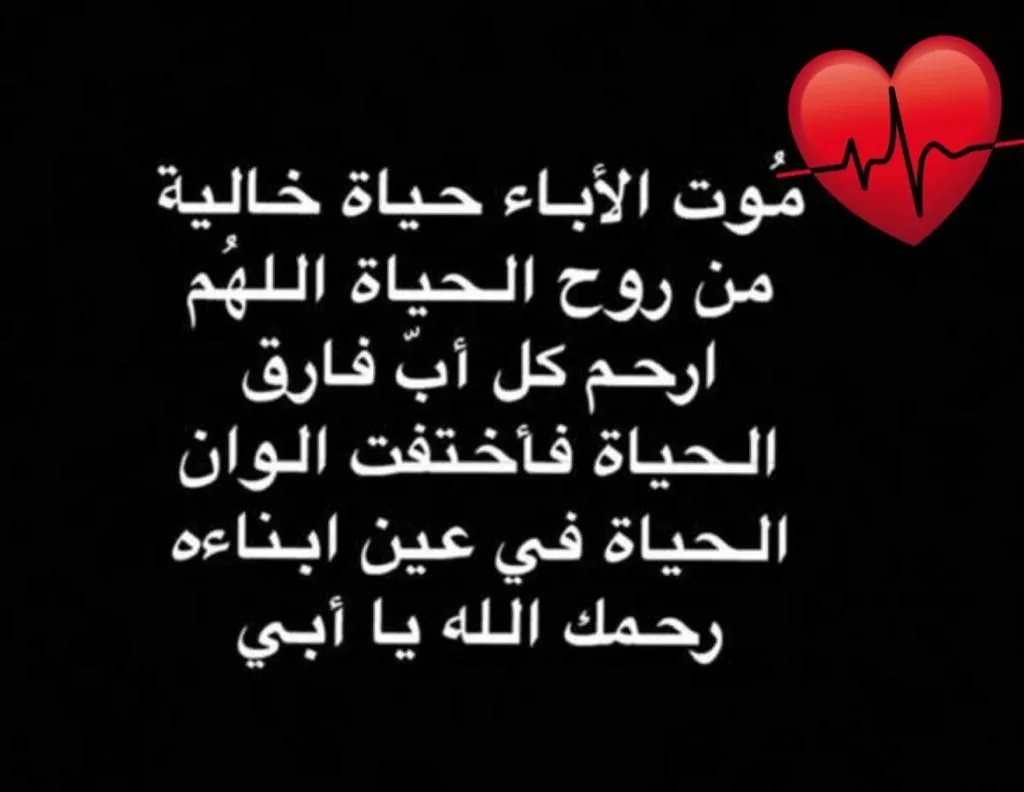 مُوت الأباء حياة خالية
من روح الحياة اللهُم
ارحم كل أبّ فارق
الحياة فأختفت الوان
الحياة في عين ابناءه
رحمك الله يا أبي